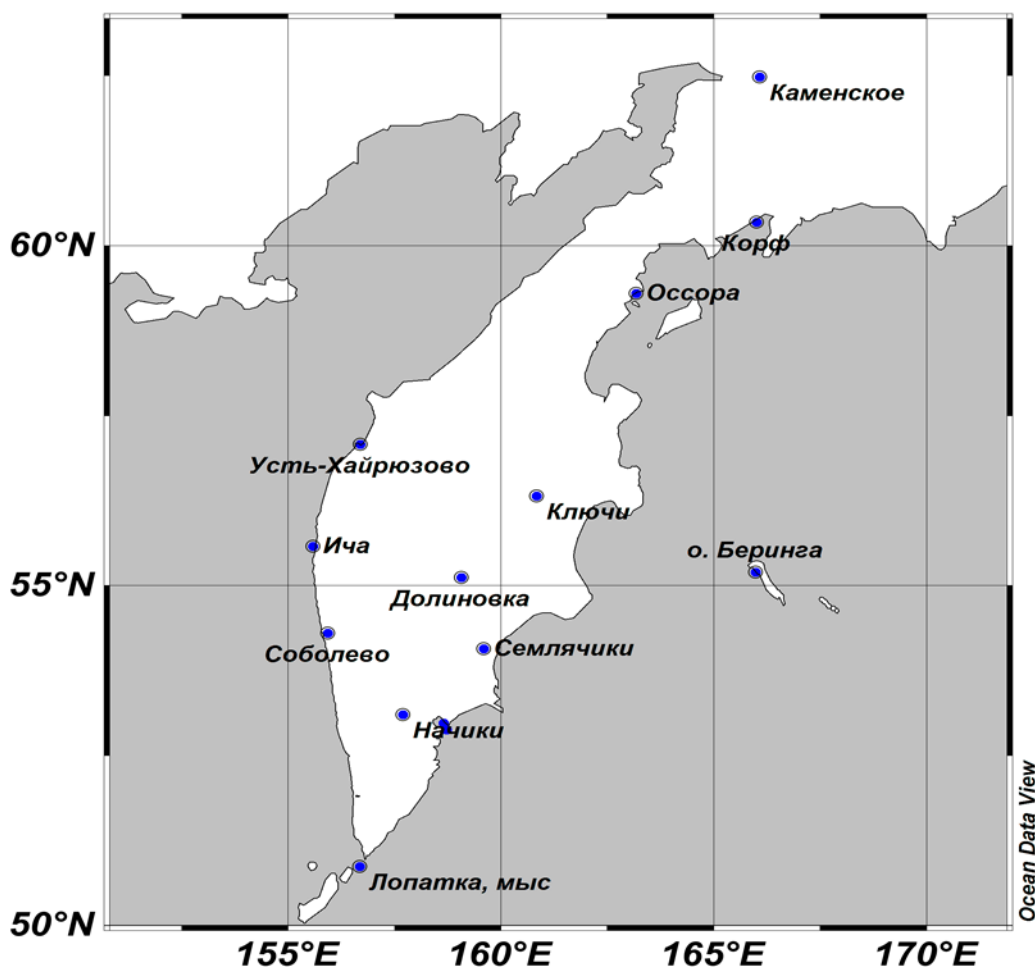 Каменское
60°N
Корф
Оссора
Усть-Хайрюзово
Ключи
Ича
о. Беринга
55°N
Долиновка
Соболево
Семлячики
Начики
Лопатка, мыс
50°N
155°E 160°E 165°E 170°E
Ocean Data View